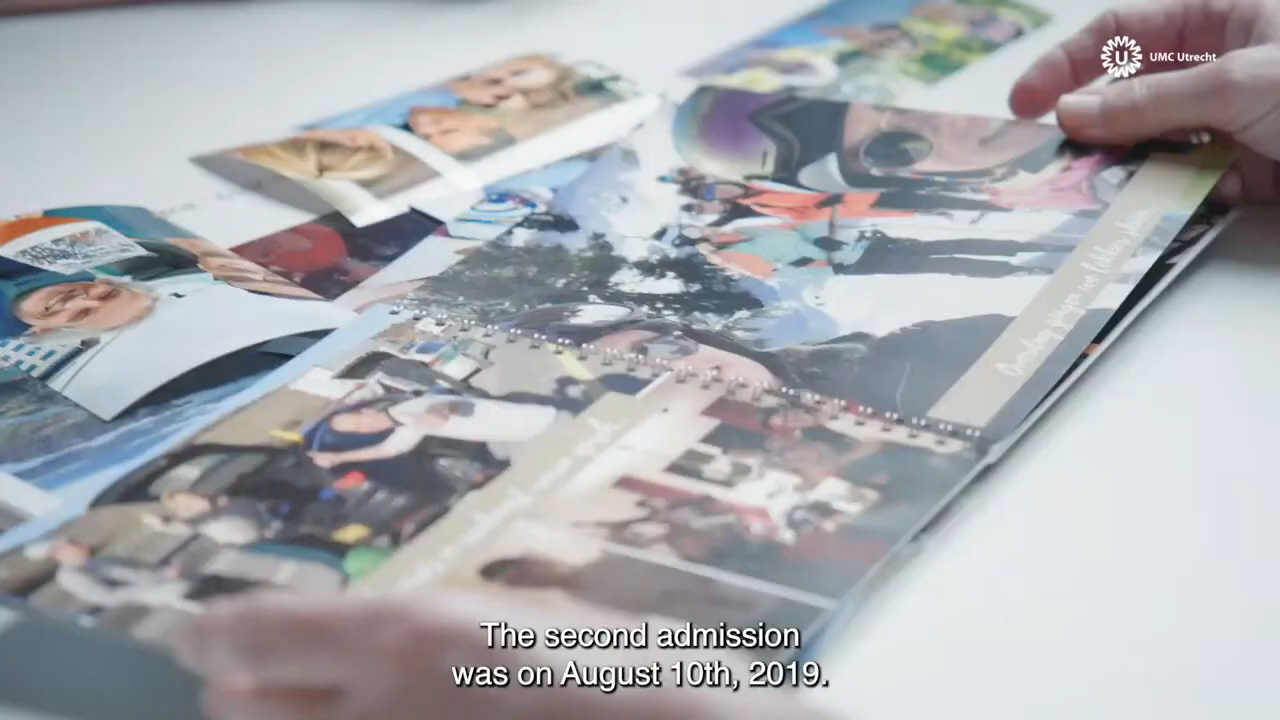 UMC Utrecht
The second admission
was on August 10th, 2019.